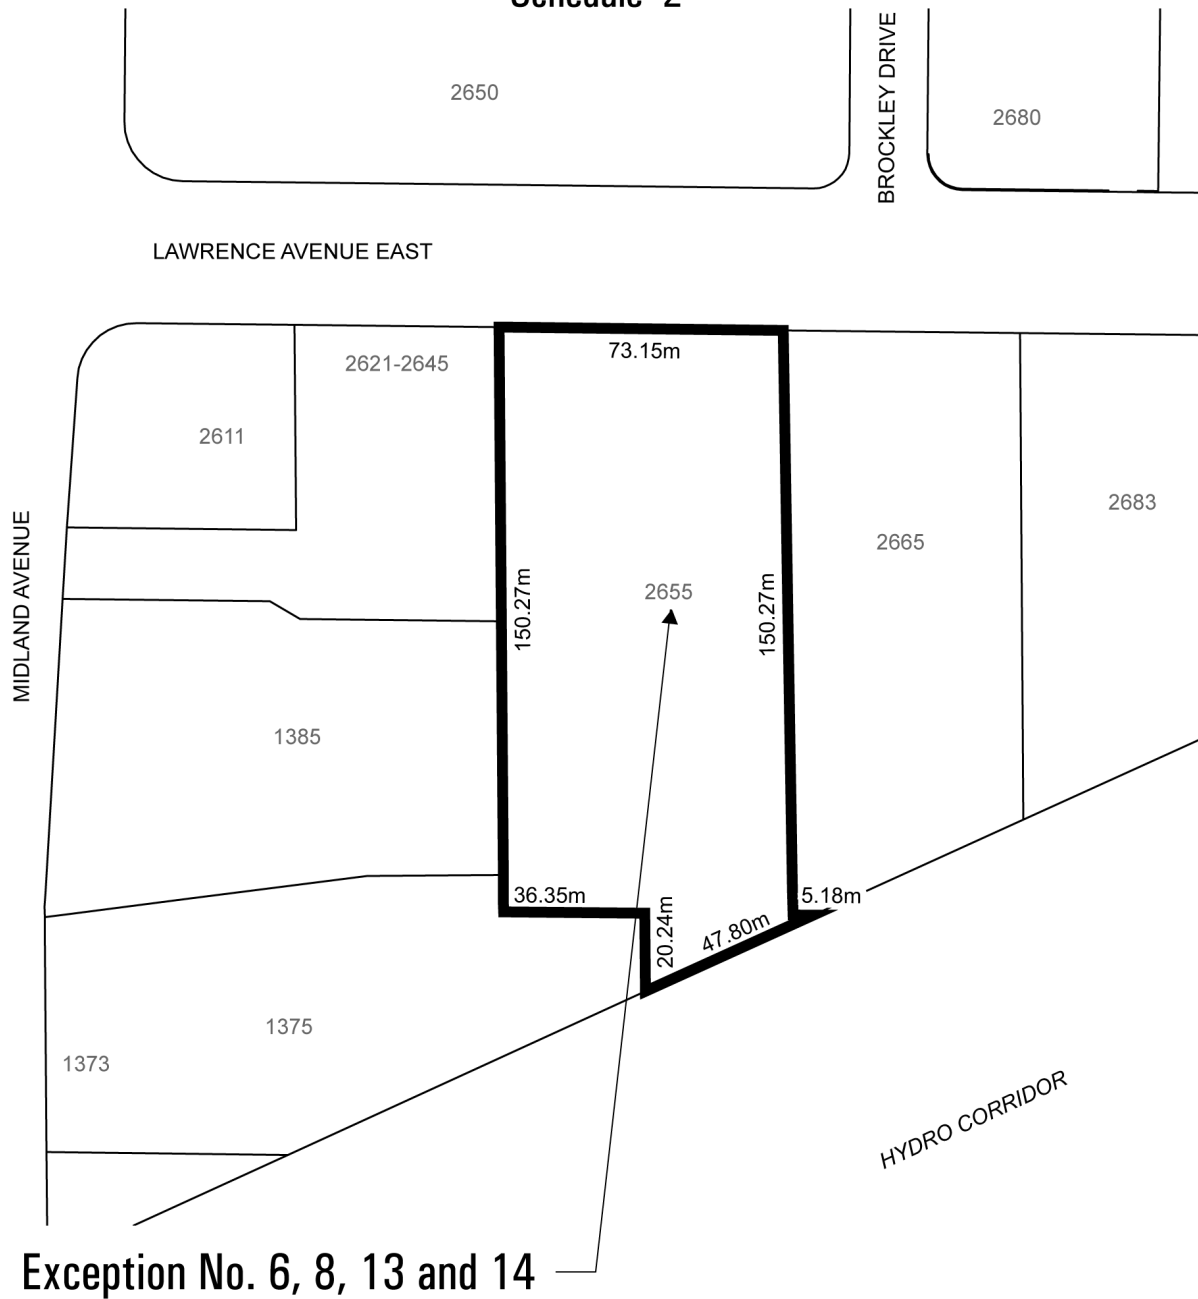 Schedule '2'
2650
BROCKLEY DRIVE
2680
LAWRENCE AVENUE EAST
73.15m
2621-2645
2611
2683
MIDLAND AVENUE
2665
150.27m
2655
150.27m
1385
36.35m
5.18m
20.24m
47.80m
1375
1373
HYDRO CORRIDOR
Exception No. 6, 8, 13 and 14